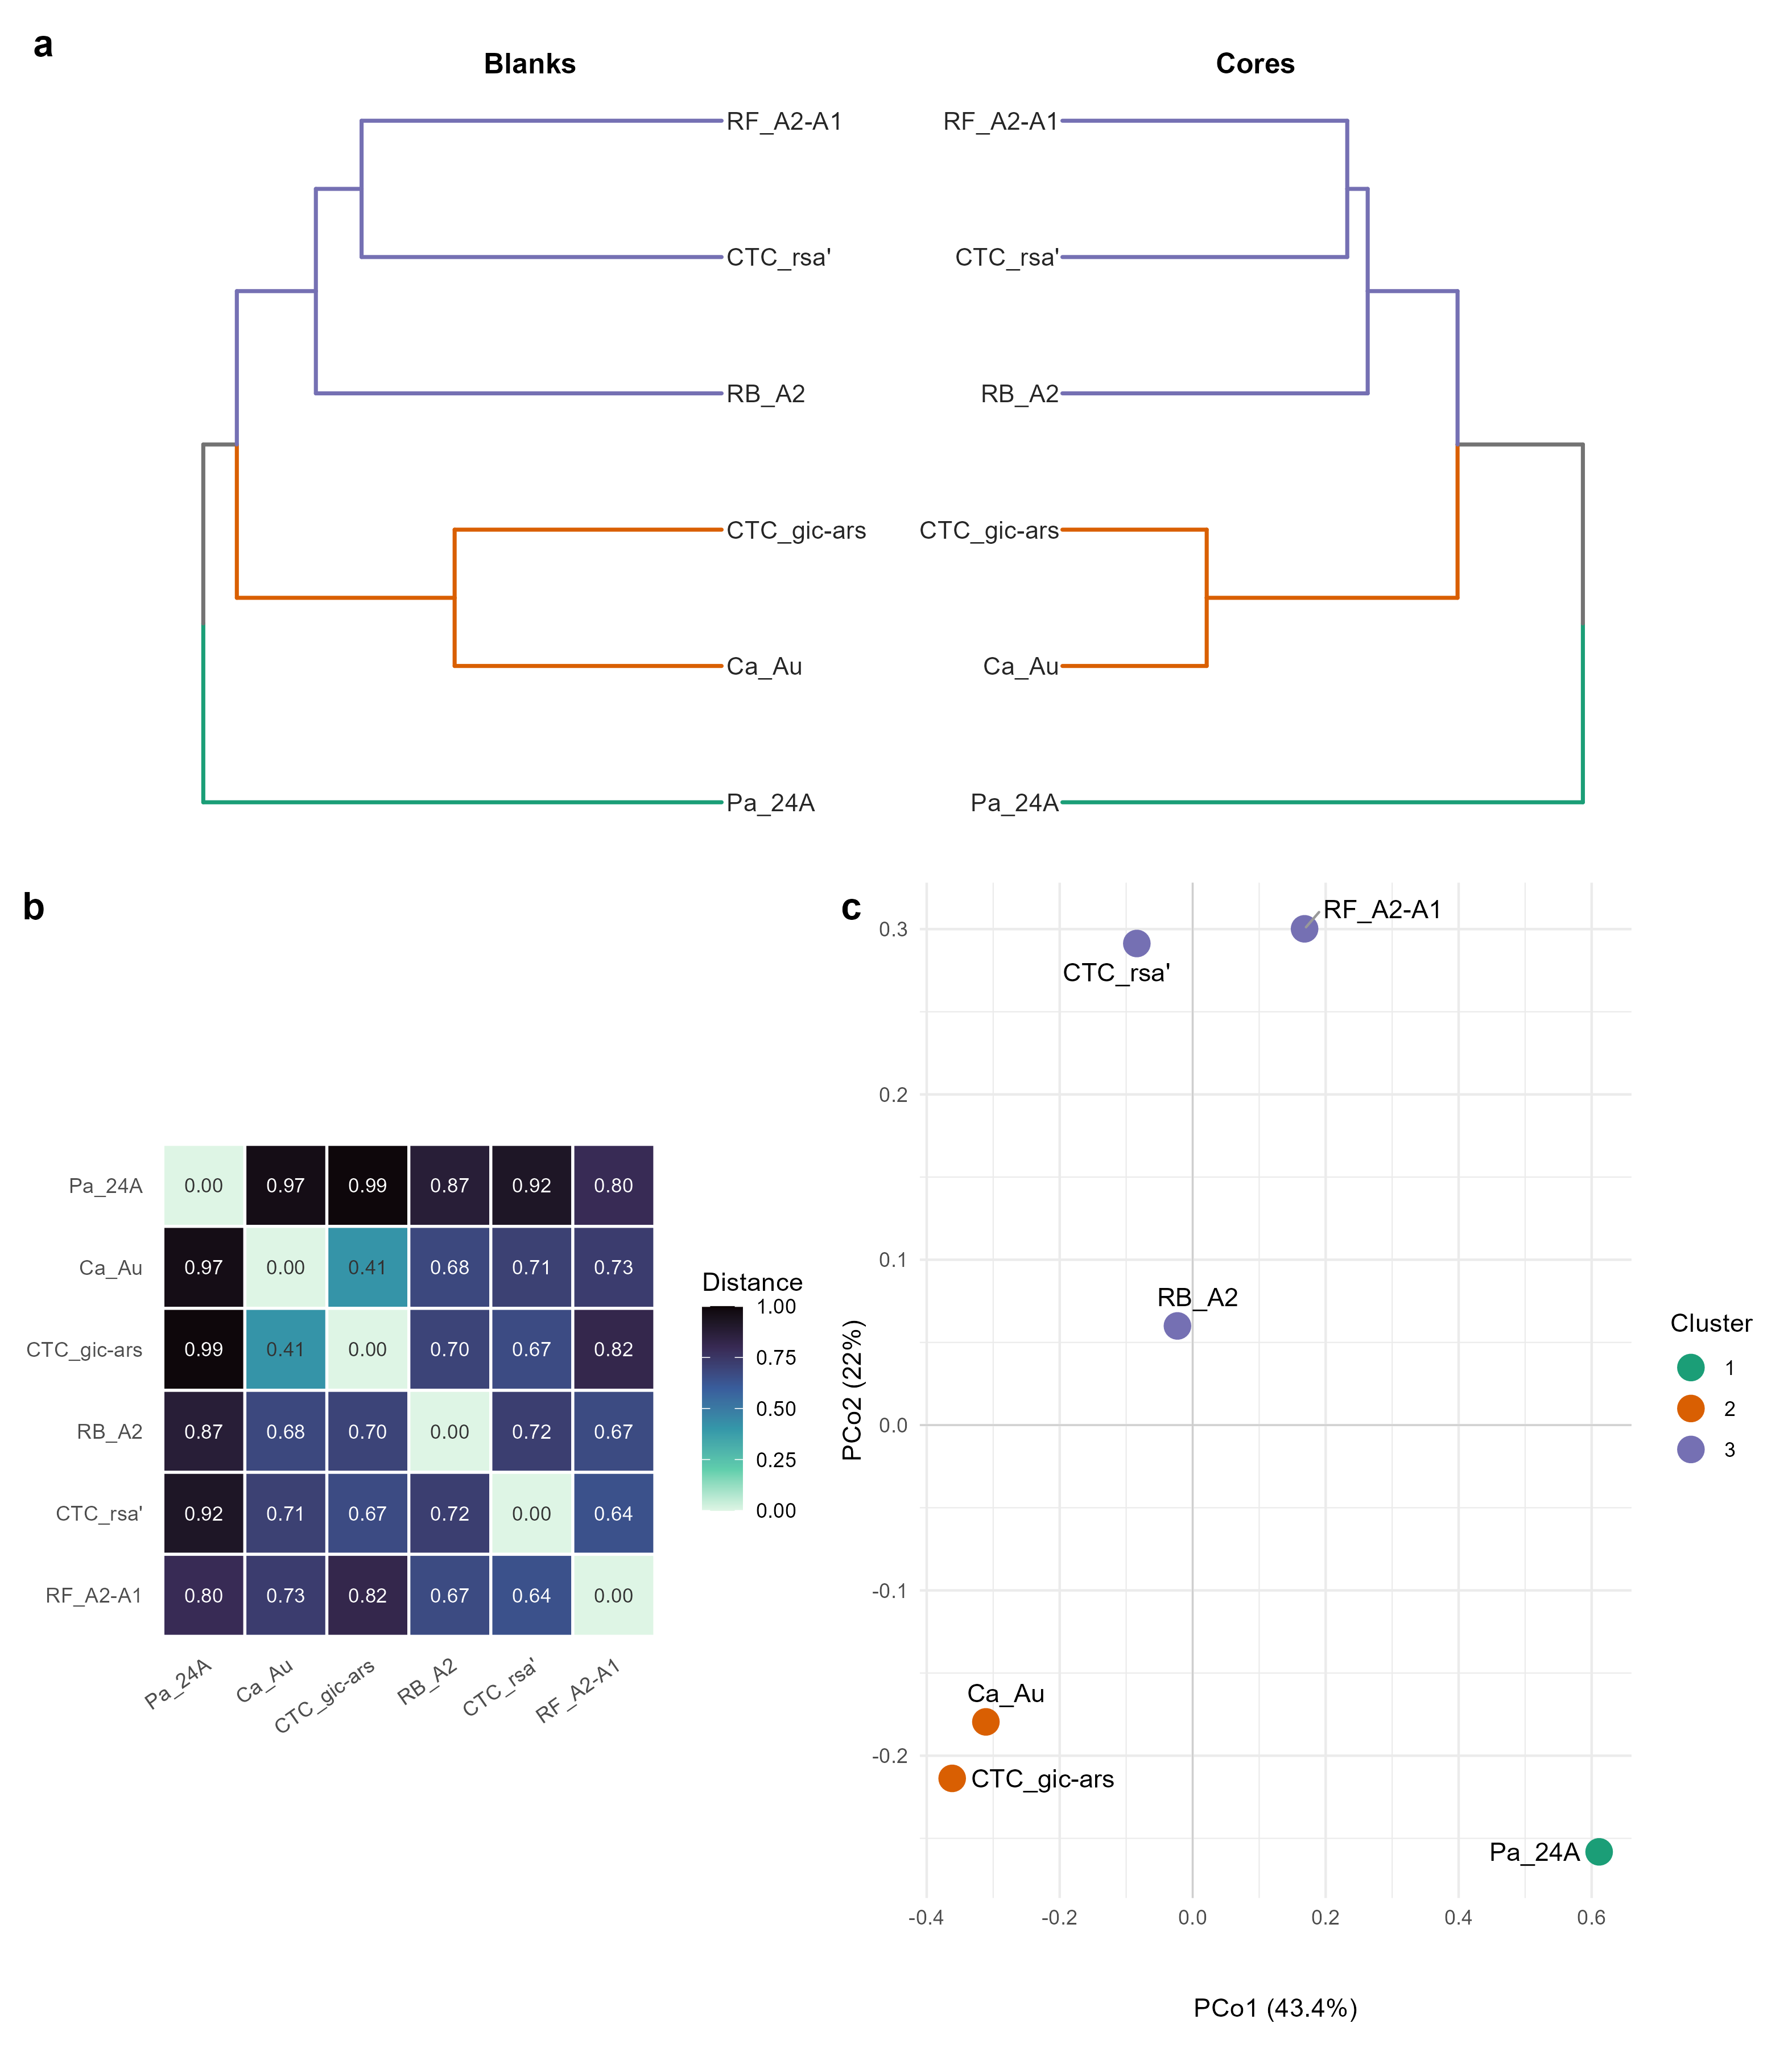 a
Blanks Cores
RF_A2-A1 RF_A2-A1
CTC_rsa' CTC_rsa'
RB_A2 RB_A2
CTC_gic-ars CTC_gic-ars
Ca_Au Ca_Au
Pa_24A Pa_24A
b
Pa_24A 0.00 0.97 0.99 0.87 0.92 0.80
Ca_Au 0.97 0.00 0.41 0.68 0.71 0.73
CTC_gic-ars 0.99 0.41 0.00 0.70 0.67 0.82
RB_A2 0.87 0.68 0.70 0.00 0.72 0.67
CTC_rsa' 0.92 0.71 0.67 0.72 0.00 0.64
RF_A2-A1 0.80 0.73 0.82 0.67 0.64 0.00
Pa_24A Ca_Au CTC_gic-ars RB_A2 CTC_rsa' RF_A2-A1
Distance
1.00
0.75
0.50
0.25
0.00
c
PCo2 (22%)
0.3
0.2
0.1
0.0
-0.1
-0.2
RF_A2-A1
CTC_rsa'
RB_A2
Ca_Au
CTC_gic-ars
Pa_24A
-0.4 -0.2 0.0 0.2 0.4 0.6
PCo1 (43.4%)
Cluster
1
2
3